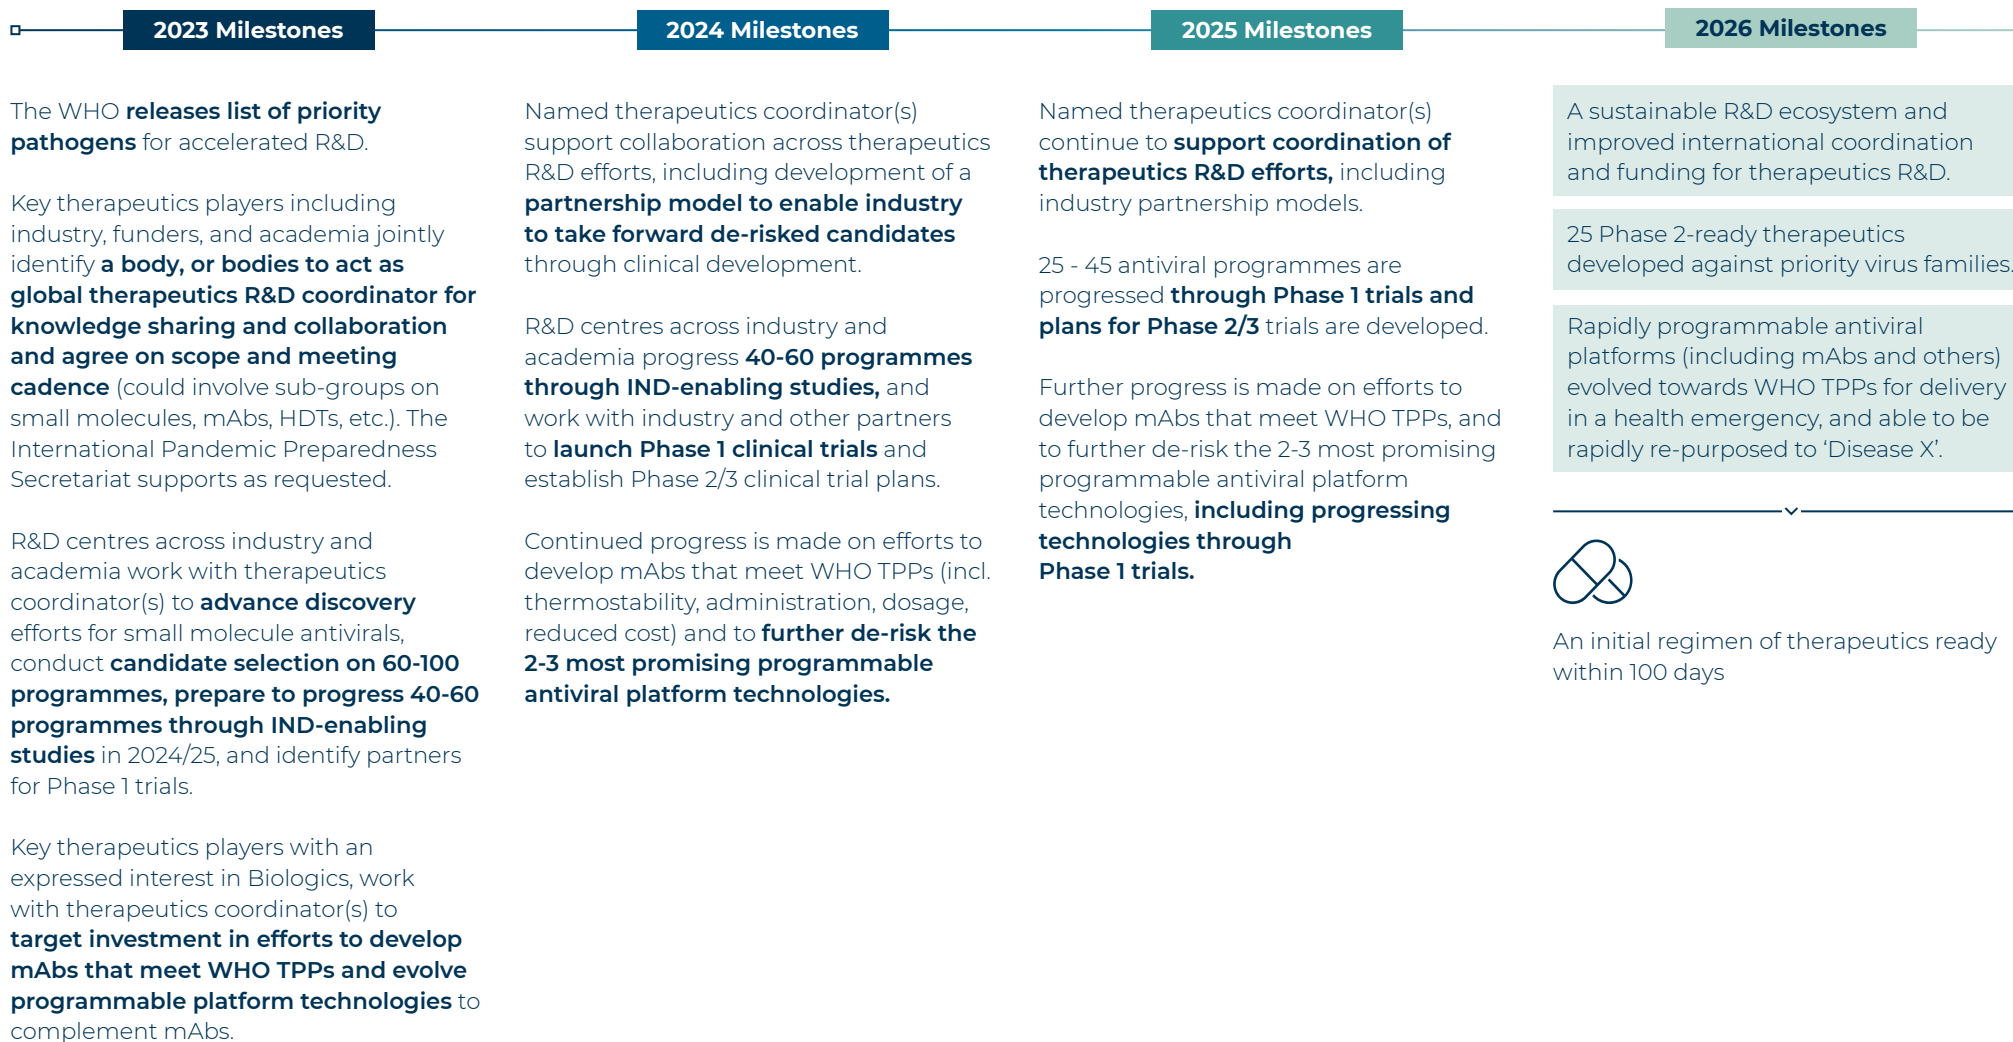 2023 Milestones
The WHO releases list of priority
pathogens for accelerated R&D.
Key therapeutics players including
industry, funders, and academia jointly
identify a body, or bodies to act as
global therapeutics R&D coordinator for
knowledge sharing and collaboration
and agree on scope and meeting
cadence (could involve sub-groups on
small molecules, mAbs, HDTs, etc.). The
International Pandemic Preparedness
Secretariat supports as requested.
R&D centres across industry and
academia work with therapeutics
coordinator(s) to advance discovery
efforts for small molecule antivirals,
conduct candidate selection on 60-100
programmes, prepare to progress 40-60
programmes through IND-enabling
studies in 2024/25, and identify partners
for Phase 1 trials.
Key therapeutics players with an
expressed interest in Biologics, work
with therapeutics coordinator(s) to
target investment in efforts to develop
mAbs that meet WHO TPPs and evolve
programmable platform technologies to
complement mAbs.
2024 Milestones
Named therapeutics coordinator(s)
support collaboration across therapeutics
R&D efforts, including development of a
partnership model to enable industry
to take forward de-risked candidates
through clinical development.
R&D centres across industry and
academia progress 40-60 programmes
through IND-enabling studies, and
work with industry and other partners
to launch Phase 1 clinical trials and
establish Phase 2/3 clinical trial plans.
Continued progress is made on efforts to
develop mAbs that meet WHO TPPs (incl.
thermostability, administration, dosage,
reduced cost) and to further de-risk the
2-3 most promising programmable
antiviral platform technologies.
2025 Milestones
Named therapeutics coordinator(s)
continue to support coordination of
therapeutics R&D efforts, including
industry partnership models.
25 - 45 antiviral programmes are
progressed through Phase 1 trials and
plans for Phase 2/3 trials are developed.
Further progress is made on efforts to
develop mAbs that meet WHO TPPs, and
to further de-risk the 2-3 most promising
programmable antiviral platform
technologies, including progressing
technologies through
Phase 1 trials.
2026 Milestones
A sustainable R&D ecosystem and
improved international coordination
and funding for therapeutics R&D.
25 Phase 2-ready therapeutics
developed against priority virus families.
Rapidly programmable antiviral
platforms (including mAbs and others)
evolved towards WHO TPPs for delivery
in a health emergency, and able to be
rapidly re-purposed to ‘Disease X’.
An initial regimen of therapeutics ready
within 100 days